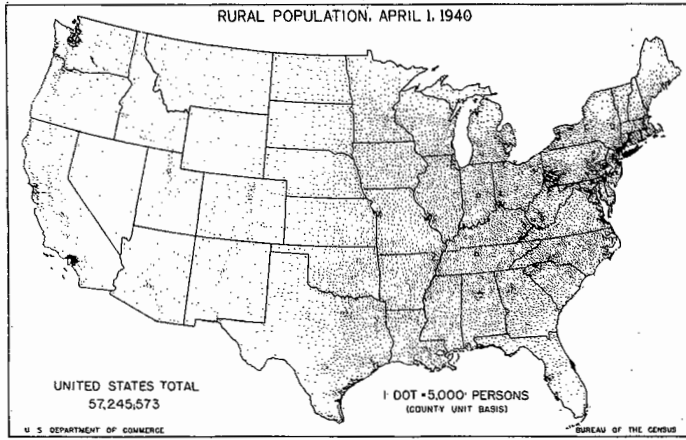 RURAL POPULATION, APRIL 1, 1940
UNITED STATES TOTAL
57,245,573
1 DOT = 5,000 PERSONS
(COUNTY UNIT BASIS)
U S DEPARTMENT OF COMMERCE
BUREAU OF THE CENSUS